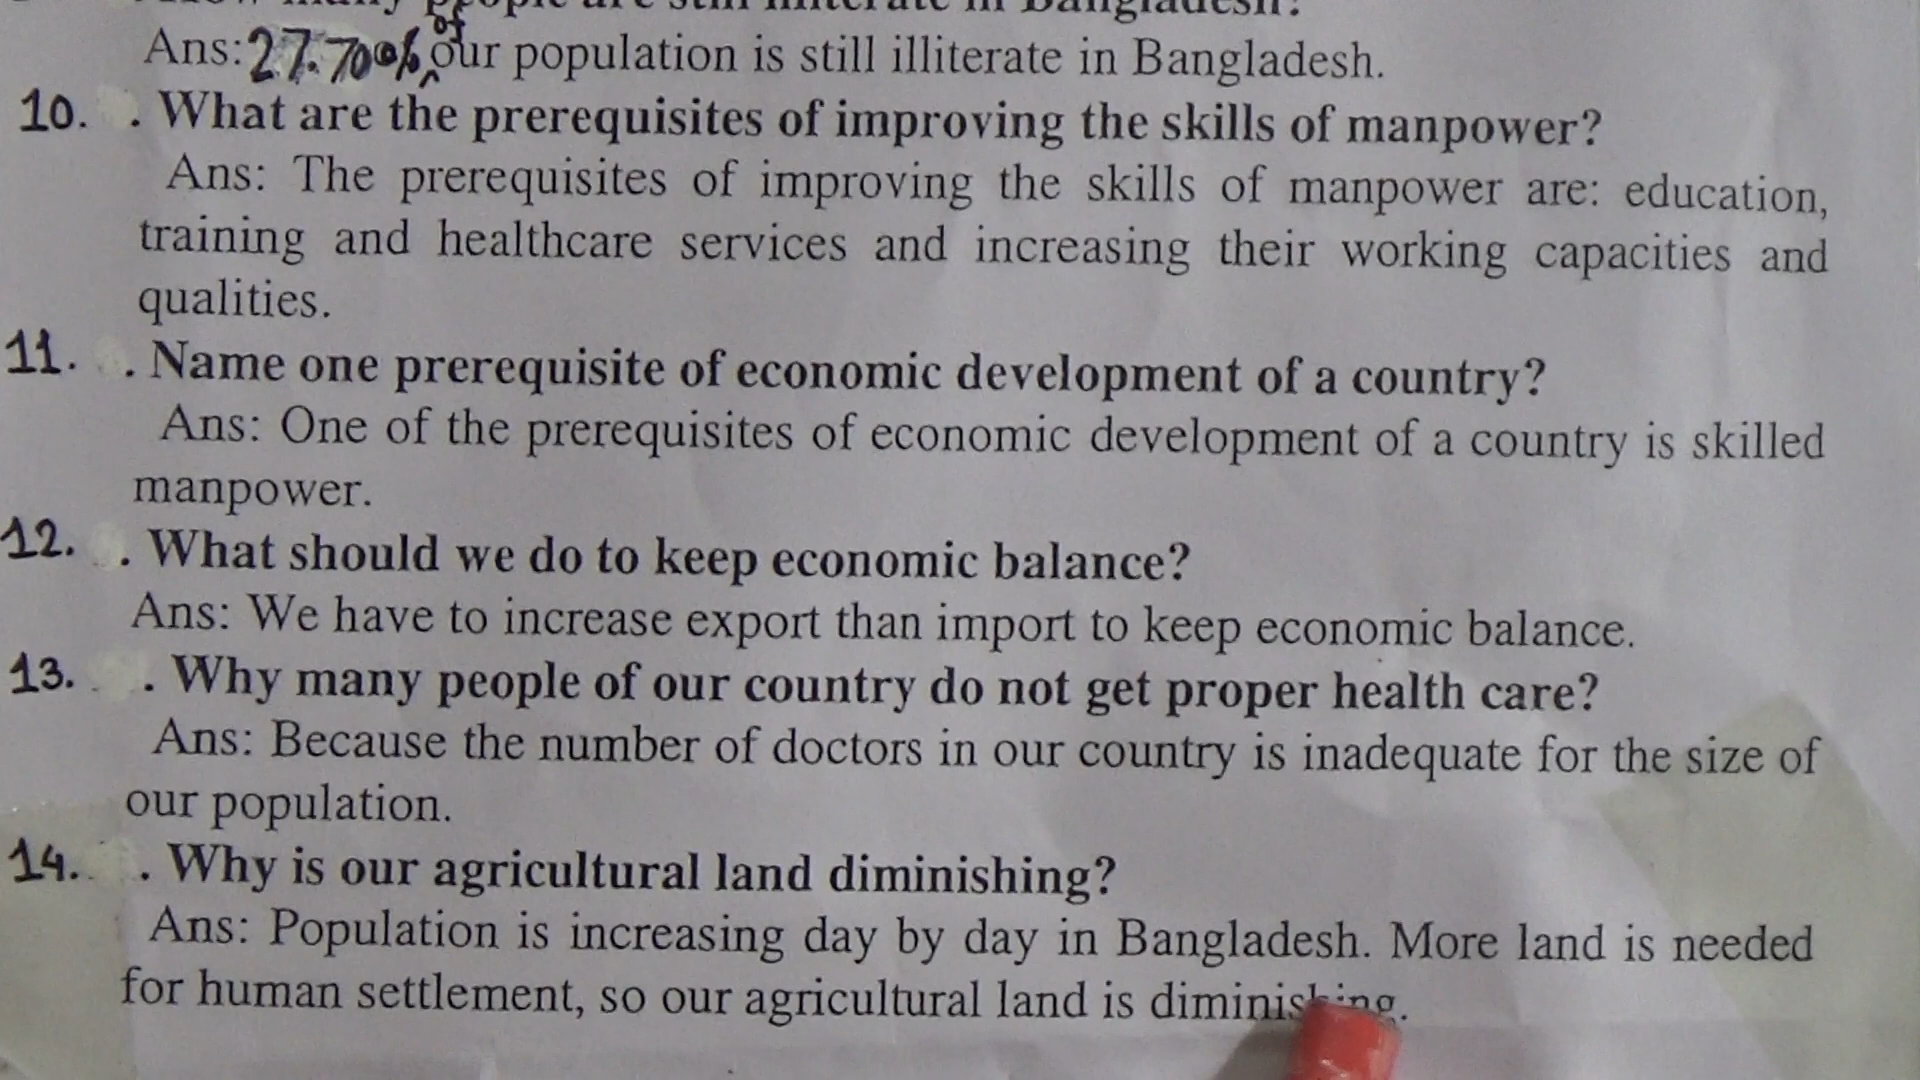 many people are still illiterate in Bangladesh?
Ans: 27.70% of our population is still illiterate in Bangladesh.
10. . What are the prerequisites of improving the skills of manpower?
Ans: The prerequisites of improving the skills of manpower are: education,
training and healthcare services and increasing their working capacities and
qualities.
11. . Name one prerequisite of economic development of a country?
Ans: One of the prerequisites of economic development of a country is skilled
manpower.
12. . What should we do to keep economic balance?
Ans: We have to increase export than import to keep economic balance.
13. . Why many people of our country do not get proper health care?
Ans: Because the number of doctors in our country is inadequate for the size of
our population.
14. . Why is our agricultural land diminishing?
Ans: Population is increasing day by day in Bangladesh. More land is needed
for human settlement, so our agricultural land is diminishing.